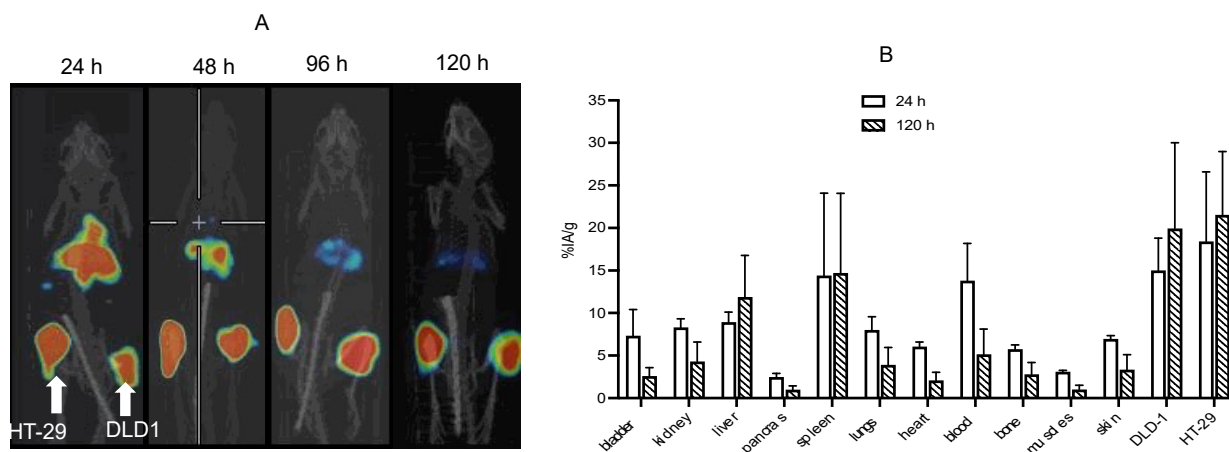 A
24 h 48 h 96 h 120 h
HT-29 DLD1
B
24 h
120 h
35
30
25
20
15
10
5
0
%IA/g
bladder kidney liver pancras spleen lungs heart blood bone muscles skin DLD-1 HT-29